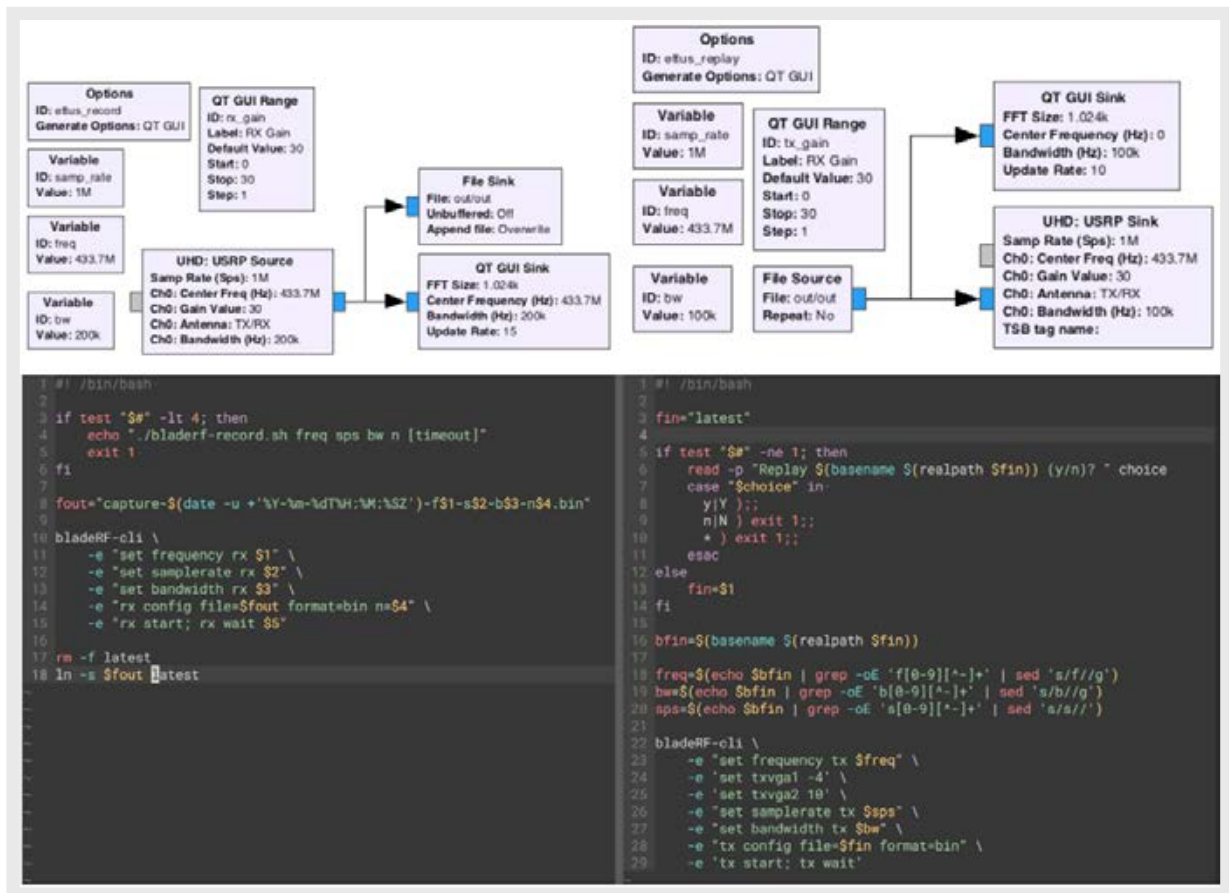 Options
ID: ettus_record
Generate Options: QT GUI
QT GUI Range
ID: rx_gain
Label: RX Gain
Default Value: 30
Start: 0
Stop: 30
Step: 1
Variable
ID: samp_rate
Value: 1M
Variable
ID: freq
Value: 433.7M
Variable
ID: bw
Value: 200k
UHD: USRP Source
Samp Rate (Sps): 1M
Ch0: Center Freq (Hz): 433.7M
Ch0: Gain Value: 30
Ch0: Antenna: TX/RX
Ch0: Bandwidth (Hz): 200k
File Sink
File: out/out
Unbuffered: Off
Append file: Overwrite
QT GUI Sink
FFT Size: 1.024k
Center Frequency (Hz): 433.7M
Bandwidth (Hz): 200k
Update Rate: 15
Options
ID: ettus_replay
Generate Options: QT GUI
Variable
ID: samp_rate
Value: 1M
Variable
ID: freq
Value: 433.7M
Variable
ID: bw
Value: 100k
QT GUI Range
ID: tx_gain
Label: RX Gain
Default Value: 30
Start: 0
Stop: 30
Step: 1
File Source
File: out/out
Repeat: No
QT GUI Sink
FFT Size: 1.024k
Center Frequency (Hz): 0
Bandwidth (Hz): 100k
Update Rate: 10
UHD: USRP Sink
Samp Rate (Sps): 1M
Ch0: Center Freq (Hz): 433.7M
Ch0: Gain Value: 30
Ch0: Antenna: TX/RX
Ch0: Bandwidth (Hz): 100k
TSB tag name:
1 #! /bin/bash
2
3 if test "$#" -lt 4; then
4 echo "./bladerf-record.sh freq sps bw n [timeout]"
5 exit 1
6 fi
7
8 fout="capture-$(date -u +'%Y-%m-%dT%H:%M:%SZ')-f$1-s$2-b$3-n$4.bin"
9
10 bladeRF-cli \
11 -e "set frequency rx $1" \
12 -e "set samplerate rx $2" \
13 -e "set bandwidth rx $3" \
14 -e "rx config file=$fout format=bin n=$4" \
15 -e "rx start; rx wait $5"
16
17 rm -f latest
18 ln -s $fout latest
1 #! /bin/bash
2
3 fin="latest"
4
5 if test "$#" -ne 1; then
6 read -p "Replay $(basename $(realpath $fin)) (y/n)? " choice
7 case "$choice" in
8 y|Y );;
9 n|N ) exit 1;;
10 * ) exit 1;;
11 esac
12 else
13 fin=$1
14 fi
15
16 bfin=$(basename $(realpath $fin))
17
18 freq=$(echo $bfin | grep -oE 'f[0-9][^-]+' | sed 's/f//g')
19 bw=$(echo $bfin | grep -oE 'b[0-9][^-]+' | sed 's/b//g')
20 sps=$(echo $bfin | grep -oE 's[0-9][^-]+' | sed 's/s//')
21
22 bladeRF-cli \
23 -e "set frequency tx $freq" \
24 -e 'set txvga1 -4' \
25 -e 'set txvga2 10' \
26 -e "set samplerate tx $sps" \
27 -e "set bandwidth tx $bw" \
28 -e "tx config file=$fin format=bin" \
29 -e 'tx start; tx wait'